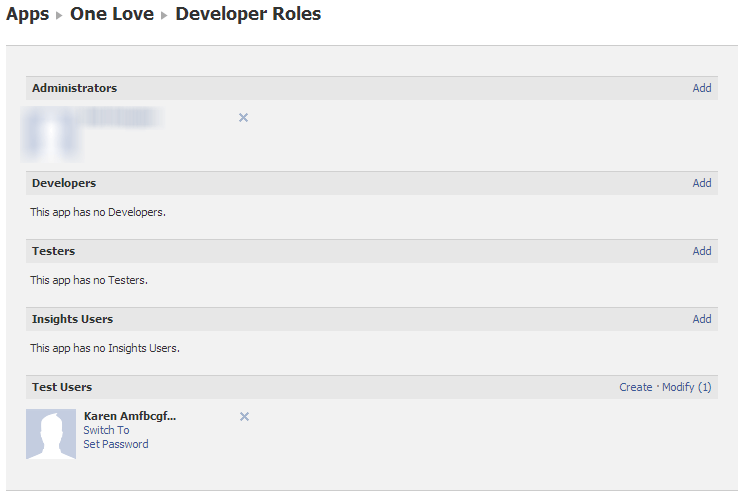 Apps ▸ One Love ▸ Developer Roles
Administrators Add
Developers Add
This app has no Developers.
Testers Add
This app has no Testers.
Insights Users Add
This app has no Insights Users.
Test Users Create · Modify (1)
Karen Amfbcgf...
Switch To
Set Password